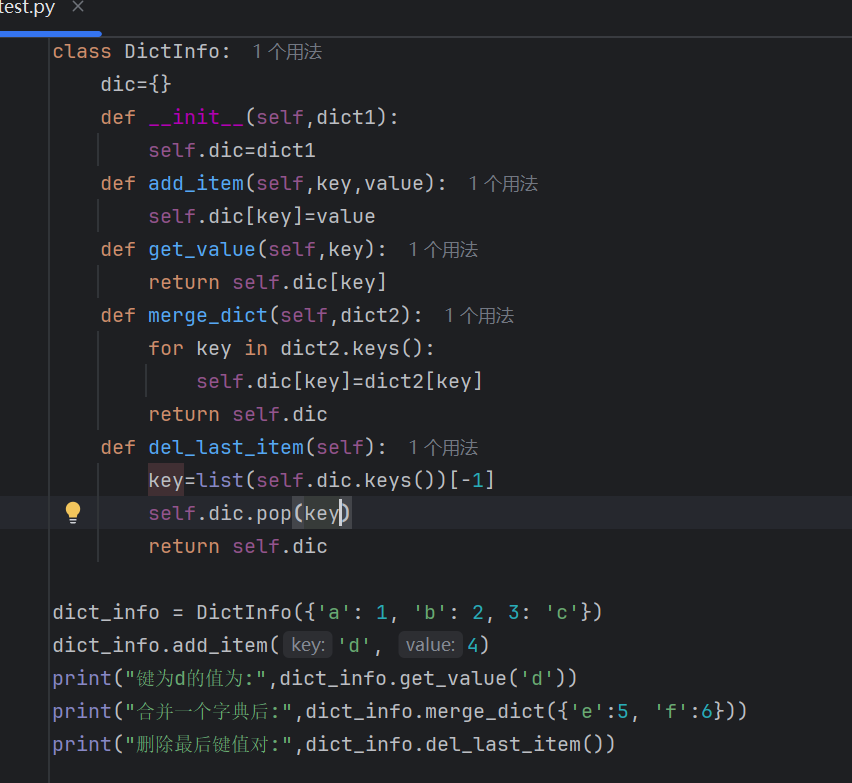 test.py ×
class DictInfo: 1 个用法
    dic={}
    def __init__(self,dict1):
        self.dic=dict1
    def add_item(self,key,value): 1 个用法
        self.dic[key]=value
    def get_value(self,key): 1 个用法
        return self.dic[key]
    def merge_dict(self,dict2): 1 个用法
        for key in dict2.keys():
            self.dic[key]=dict2[key]
        return self.dic
    def del_last_item(self): 1 个用法
        key=list(self.dic.keys())[-1]
        self.dic.pop(key)
        return self.dic
dict_info = DictInfo({'a': 1, 'b': 2, 3: 'c'})
dict_info.add_item( key: 'd', value: 4)
print("键为d的值为:",dict_info.get_value('d'))
print("合并一个字典后:",dict_info.merge_dict({'e':5, 'f':6}))
print("删除最后键值对:",dict_info.del_last_item())